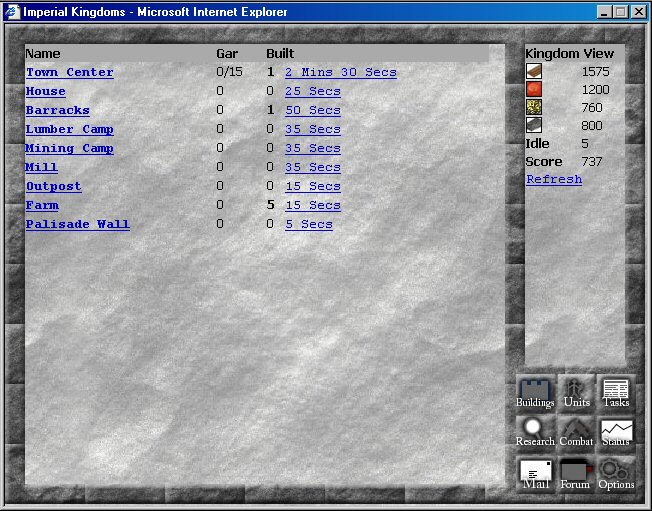 Imperial Kingdoms - Microsoft Internet Explorer
Name Gar Built
Town Center 0/15 1 2 Mins 30 Secs
House 0 0 25 Secs
Barracks 0 1 50 Secs
Lumber Camp 0 0 35 Secs
Mining Camp 0 0 35 Secs
Mill 0 0 35 Secs
Outpost 0 0 15 Secs
Farm 0 5 15 Secs
Palisade Wall 0 0 5 Secs
Kingdom View
1575
1200
760
800
Idle 5
Score 737
Refresh
Buildings Units Tasks
Research Combat Status
Mail Forum Options